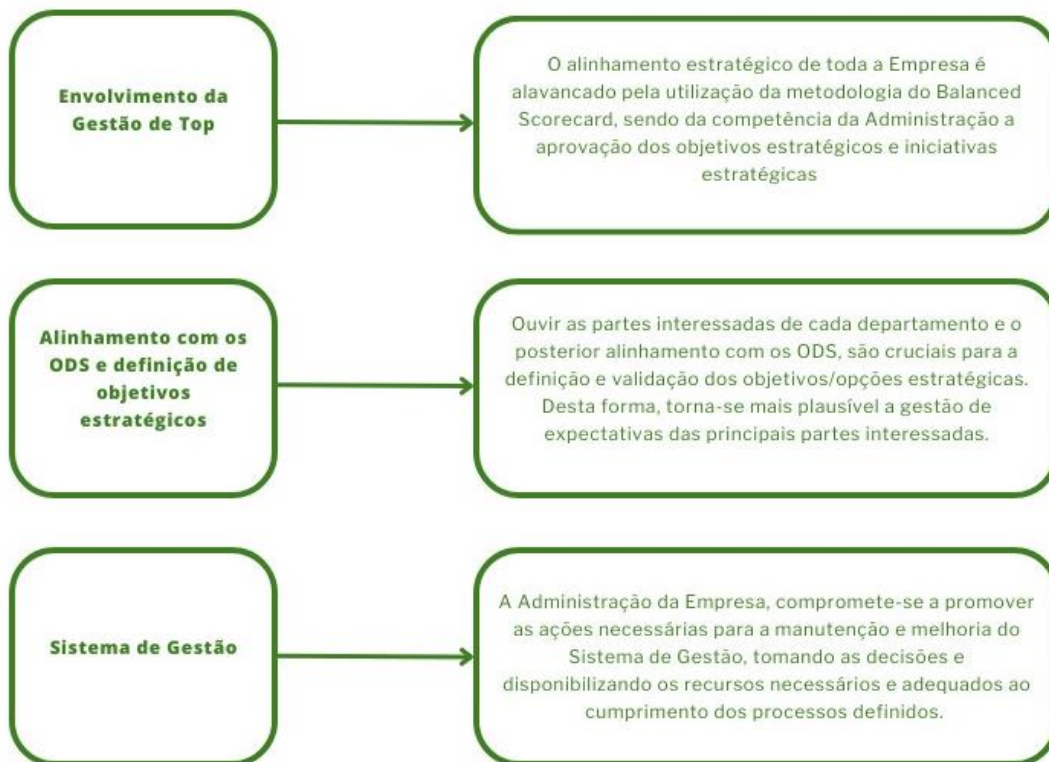 Envolvimento da
Gestão de Top
O alinhamento estratégico de toda a Empresa é
alavancado pela utilização da metodologia do Balanced
Scorecard, sendo da competência da Administração a
aprovação dos objetivos estratégicos e iniciativas
estratégicas
Alinhamento com os
ODS e definição de
objetivos
estratégicos
Ouvir as partes interessadas de cada departamento e o
posterior alinhamento com os ODS, são cruciais para a
definição e validação dos objetivos/opções estratégicas.
Desta forma, torna-se mais plausível a gestão de
expectativas das principais partes interessadas.
Sistema de Gestão
A Administração da Empresa, compromete-se a promover
as ações necessárias para a manutenção e melhoria do
Sistema de Gestão, tomando as decisões e
disponibilizando os recursos necessários e adequados ao
cumprimento dos processos definidos.